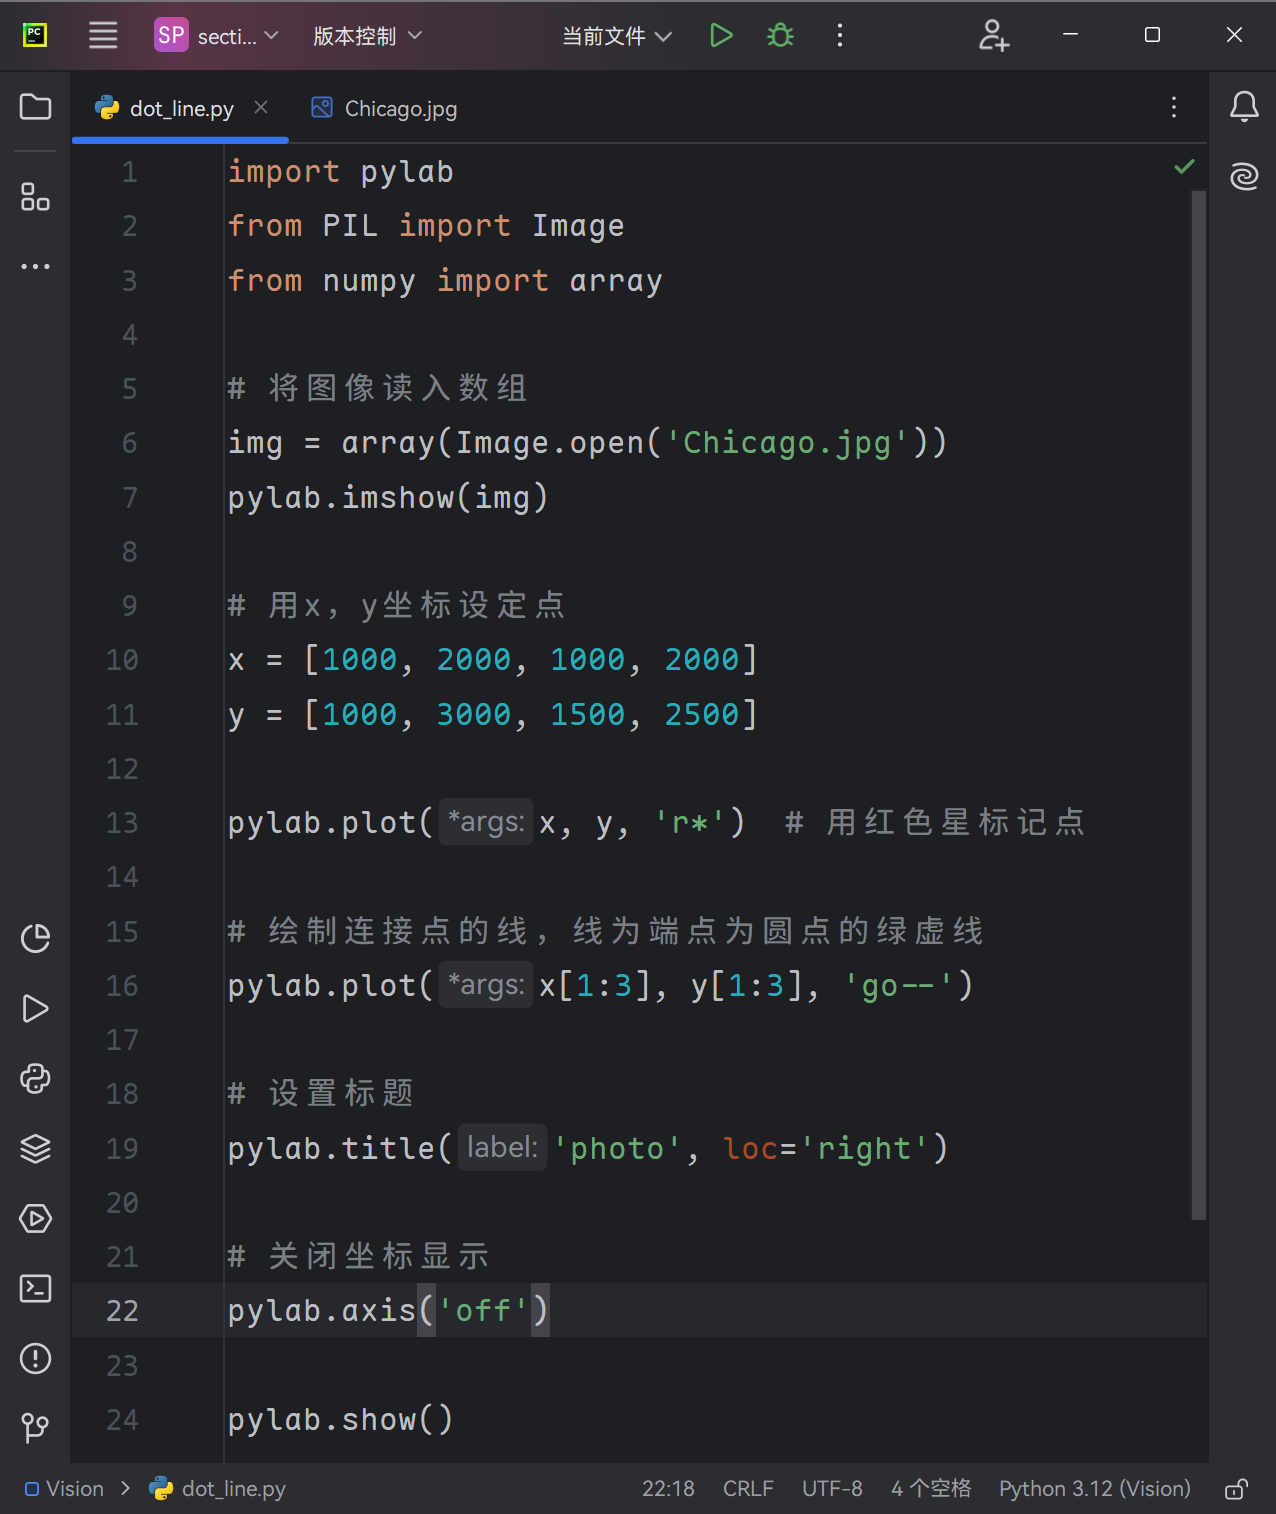 PC SP secti... 版本控制 当前文件
dot_line.py Chicago.jpg
1 import pylab
2 from PIL import Image
3 from numpy import array
4
5 # 将图像读入数组
6 img = array(Image.open('Chicago.jpg'))
7 pylab.imshow(img)
8
9 # 用x，y坐标设定点
10 x = [1000, 2000, 1000, 2000]
11 y = [1000, 3000, 1500, 2500]
12
13 pylab.plot( *args: x, y, 'r*')  # 用红色星标记点
14
15 # 绘制连接点的线，线为端点为圆点的绿虚线
16 pylab.plot( *args: x[1:3], y[1:3], 'go--')
17
18 # 设置标题
19 pylab.title( label: 'photo', loc='right')
20
21 # 关闭坐标显示
22 pylab.axis('off')
23
24 pylab.show()
Vision > dot_line.py 22:18 CRLF UTF-8 4 个空格 Python 3.12 (Vision)